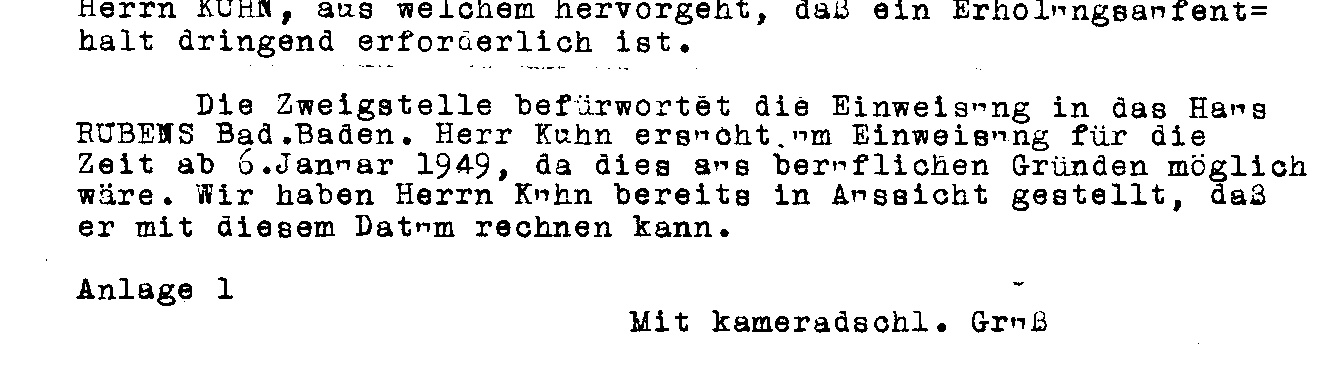 Herrn KUHN, aus welchem hervorgeht, daß ein Erholungsaufent=
halt dringend erforderlich ist.
Die Zweigstelle befürwortet die Einweisung in das Haus
RUBENS Bad.Baden. Herr Kuhn ersucht um Einweisung für die
Zeit ab 6.Januar 1949, da dies aus beruflichen Gründen möglich
wäre. Wir haben Herrn Kuhn bereits in Aussicht gestellt, daß
er mit diesem Datum rechnen kann.
Anlage 1
Mit kameradschl. Gruß